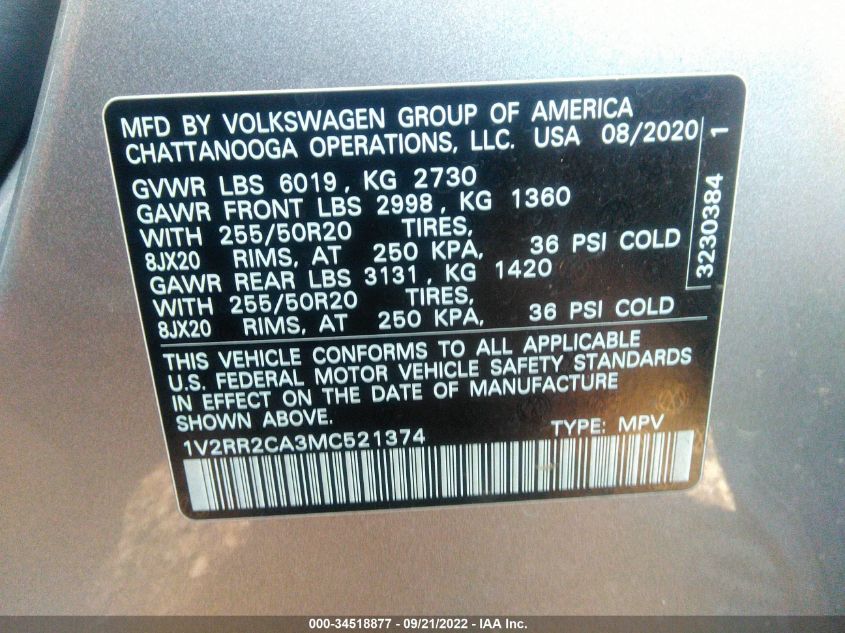 MFD BY VOLKSWAGEN GROUP OF AMERICA
CHATTANOOGA OPERATIONS, LLC. USA 08/2020
GVWR LBS 6019, KG 2730
GAWR FRONT LBS 2998, KG 1360
WITH 255/50R20 TIRES,
8JX20 RIMS, AT 250 KPA, 36 PSI COLD
GAWR REAR LBS 3131, KG 1420
WITH 255/50R20 TIRES,
8JX20 RIMS, AT 250 KPA, 36 PSI COLD
THIS VEHICLE CONFORMS TO ALL APPLICABLE
U.S. FEDERAL MOTOR VEHICLE SAFETY STANDARDS
IN EFFECT ON THE DATE OF MANUFACTURE
SHOWN ABOVE.
1V2RR2CA3MC521374 TYPE: MPV
3230384 1
000-34518877 - 09/21/2022 - IAA Inc.